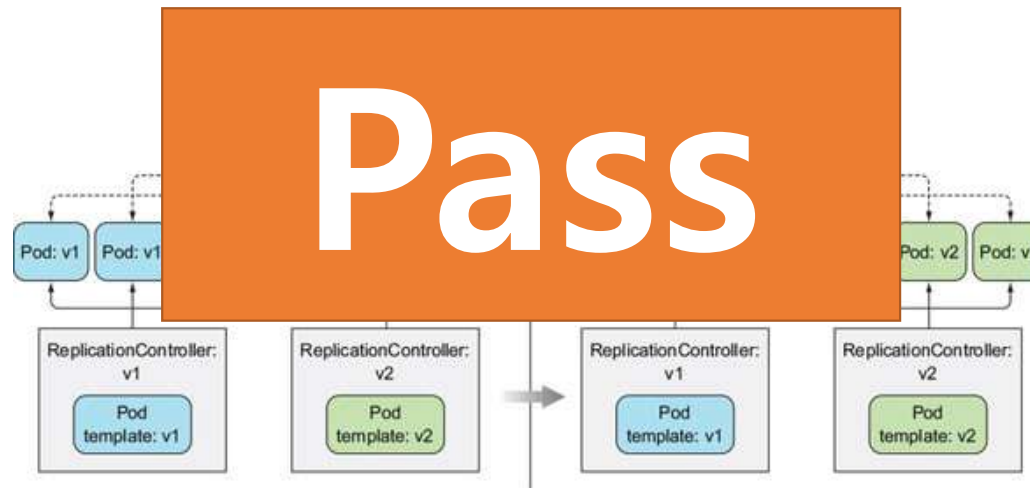 Pass
Pod: v1
Pod: v1
Pod: v2
Pod: v
ReplicationController:
v1
ReplicationController:
v2
ReplicationController:
v1
ReplicationController:
v2
Pod
template: v1
Pod
template: v2
Pod
template: v1
Pod
template: v2